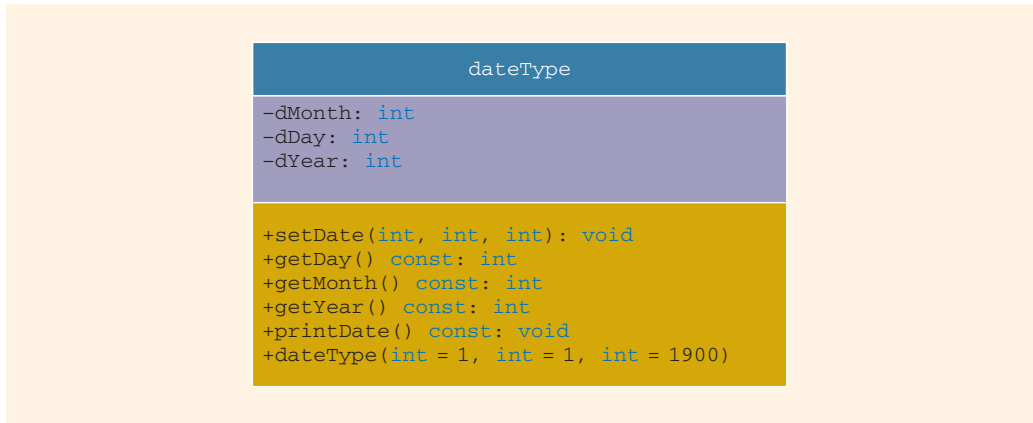 dateType
-dMonth: int
-dDay: int
-dYear: int
+setDate(int, int, int): void
+getDay() const: int
+getMonth() const: int
+getYear() const: int
+printDate() const: void
+dateType(int = 1, int = 1, int = 1900)